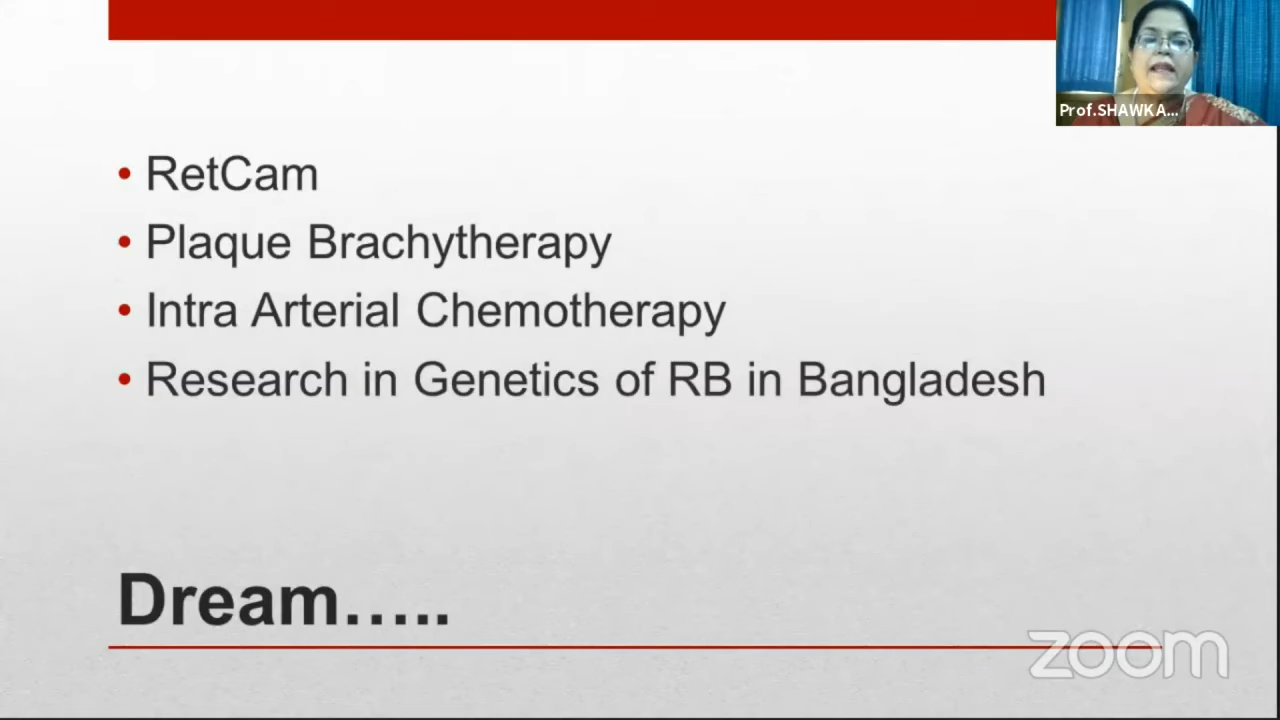 Prof.SHAWKA...
• RetCam
• Plaque Brachytherapy
• Intra Arterial Chemotherapy
• Research in Genetics of RB in Bangladesh
Dream…..
zoom